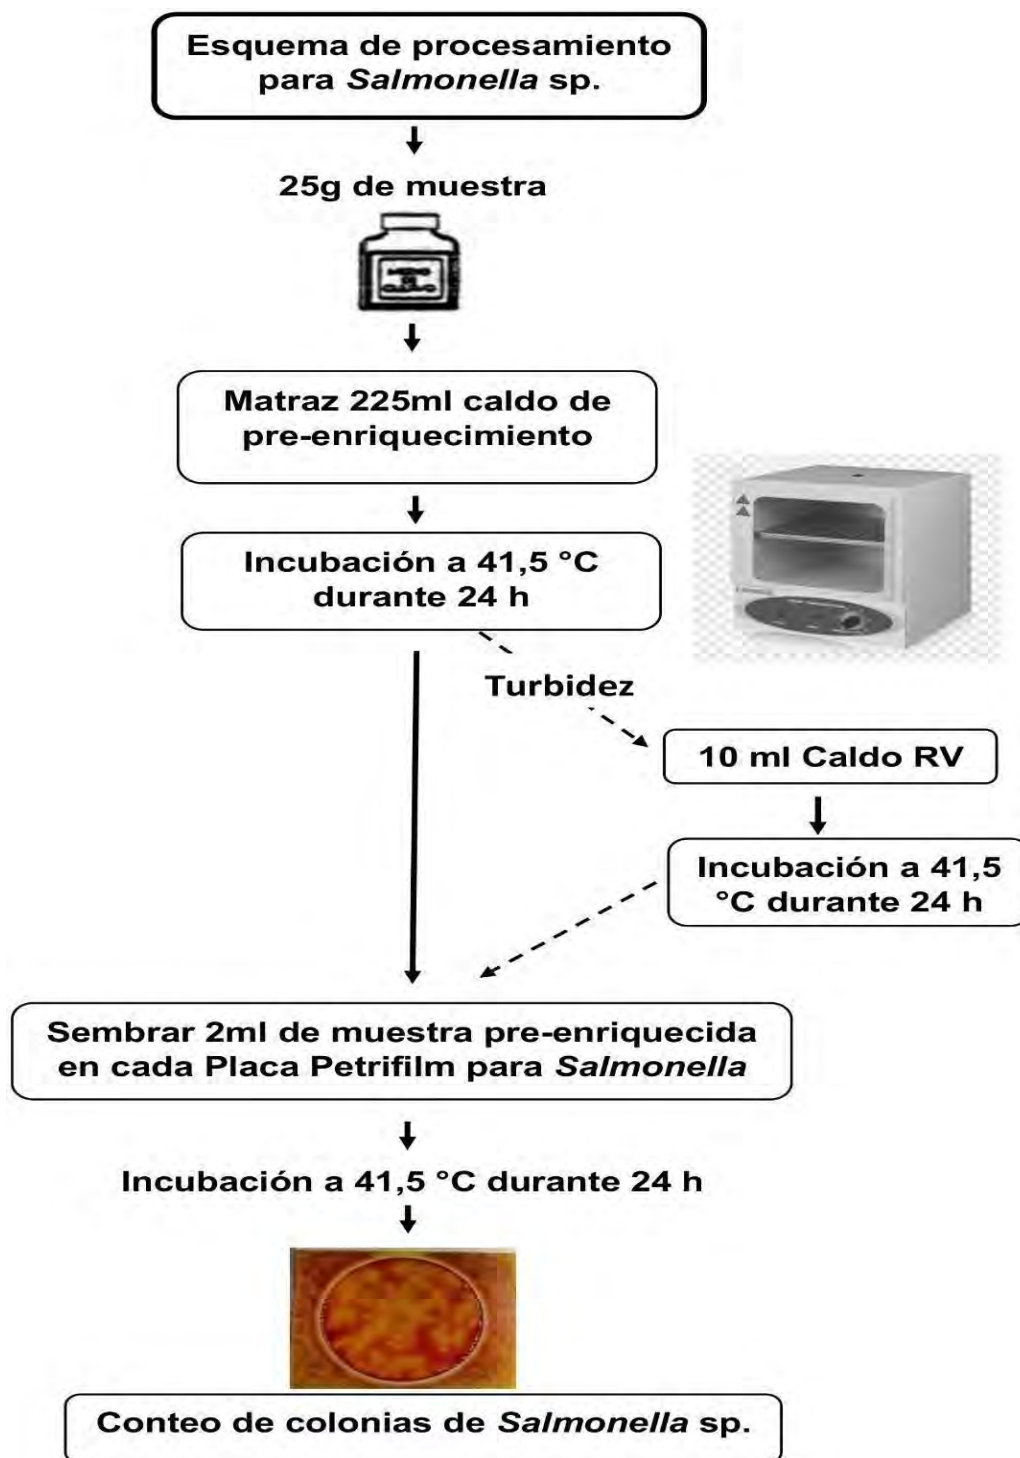 Esquema de procesamiento
para Salmonella sp.
25g de muestra
Matraz 225ml caldo de
pre-enriquecimiento
Incubación a 41,5 °C
durante 24 h
Turbidez
10 ml Caldo RV
Incubación a 41,5
°C durante 24 h
Sembrar 2ml de muestra pre-enriquecida
en cada Placa Petrifilm para Salmonella
Incubación a 41,5 °C durante 24 h
Conteo de colonias de Salmonella sp.